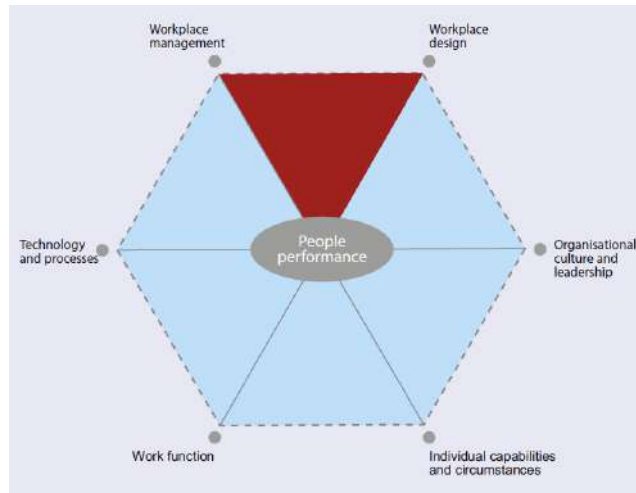 Workplace
management
Workplace
design
Technology
and processes
People
performance
Organisational
culture and
leadership
Work function
Individual capabilities
and circumstances